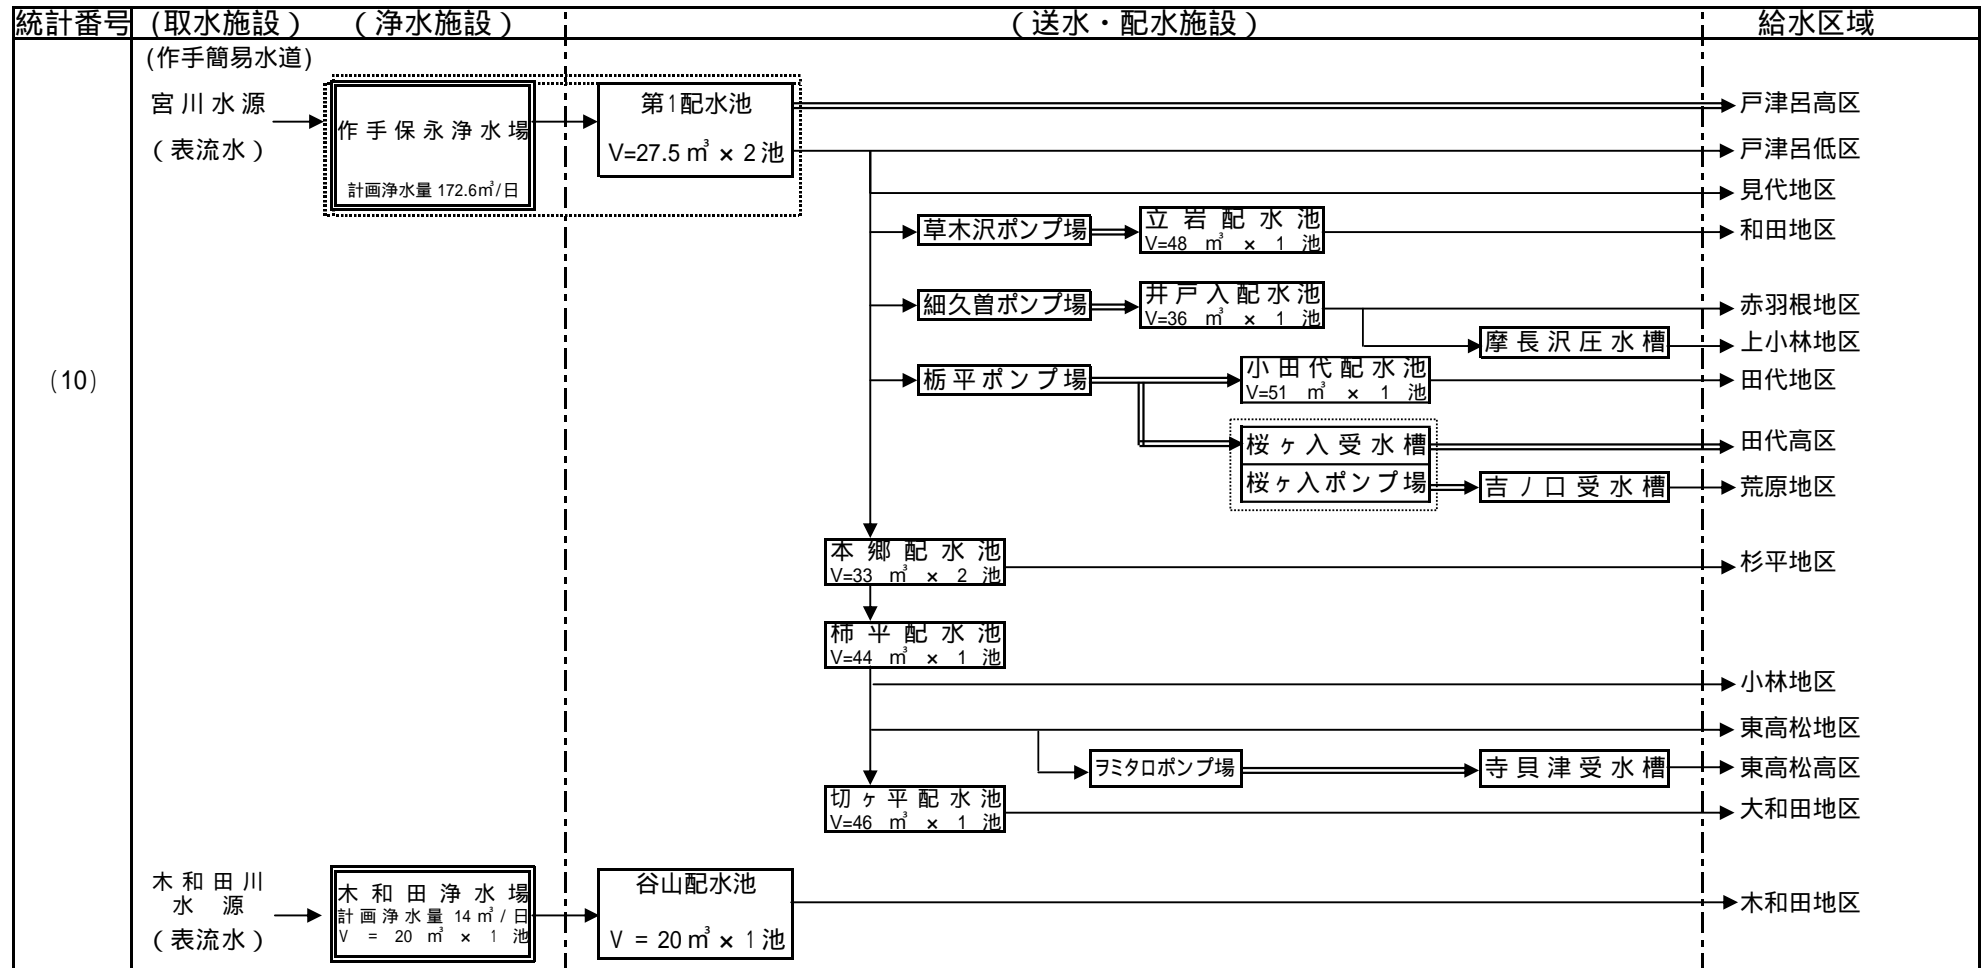 統計番号 (取水施設) (浄水施設) (送水・配水施設) 給水区域
(作手簡易水道)
宮川水源
(表流水)
作手保永浄水場
計画浄水量 172.6㎥/日
第1配水池
V=27.5㎥ × 2池
戸津呂高区
戸津呂低区
見代地区
草木沢ポンプ場
立岩配水池
V=48 ㎥ × 1 池
和田地区
細久曽ポンプ場
井戸入配水池
V=36 ㎥ × 1 池
赤羽根地区
摩長沢圧水槽
上小林地区
(10)
栃平ポンプ場
小田代配水池
V=51 ㎥ × 1 池
田代地区
桜ヶ入受水槽
田代高区
桜ヶ入ポンプ場
吉ノ口受水槽
荒原地区
本郷配水池
V=33 ㎥ × 2 池
杉平地区
柿平配水池
V=44 ㎥ × 1 池
小林地区
東高松地区
ヲミタロポンプ場
寺貝津受水槽
東高松高区
切ヶ平配水池
V=46 ㎥ × 1 池
大和田地区
木和田川
水源
(表流水)
木和田浄水場
計画浄水量 14㎥/日
V = 20 ㎥ × 1 池
谷山配水池
V = 20㎥ × 1池
木和田地区